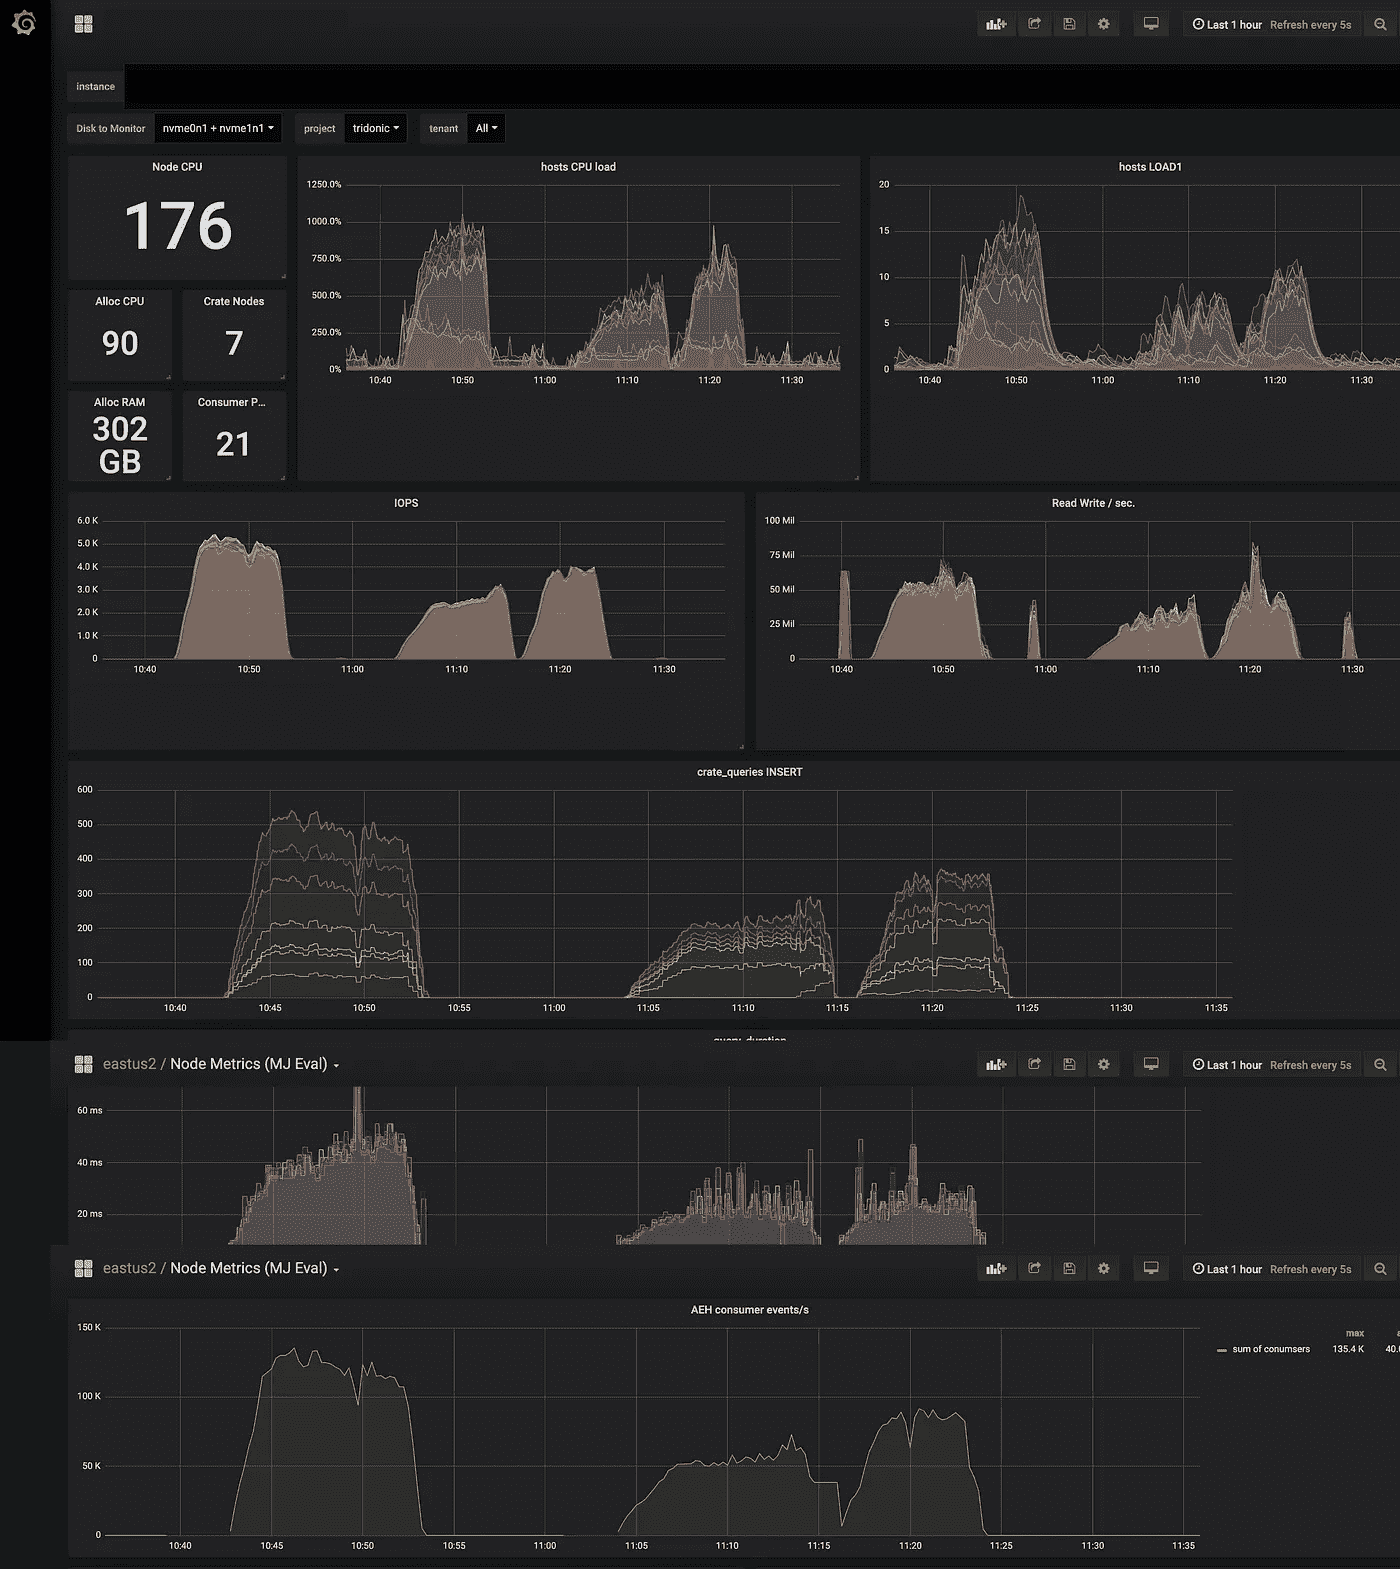 Last 1 hour Refresh every 5s
instance
Disk to Monitor nvme0n1 + nvme1n1 project tridonic tenant All
Node CPU
176
Alloc CPU
90
Crate Nodes
7
Alloc RAM
302
GB
Consumer P...
21
hosts CPU load
1250.0%
1000.0%
750.0%
500.0%
250.0%
0%
10:40 10:50 11:00 11:10 11:20 11:30
hosts LOAD1
20
15
10
5
0
10:40 10:50 11:00 11:10 11:20 11:30
IOPS
6.0 K
5.0 K
4.0 K
3.0 K
2.0 K
1.0 K
0
10:40 10:50 11:00 11:10 11:20 11:30
Read Write / sec.
100 Mil
75 Mil
50 Mil
25 Mil
0
10:40 10:50 11:00 11:10 11:20 11:30
crate_queries INSERT
600
500
400
300
200
100
0
10:40 10:45 10:50 10:55 11:00 11:05 11:10 11:15 11:20 11:25 11:30 11:35
eastus2 / Node Metrics (MJ Eval) Last 1 hour Refresh every 5s
60 ms
40 ms
20 ms
eastus2 / Node Metrics (MJ Eval) Last 1 hour Refresh every 5s
AEH consumer events/s
150 K
100 K
50 K
0
10:40 10:45 10:50 10:55 11:00 11:05 11:10 11:15 11:20 11:25 11:30 11:35
max
sum of conumsers 135.4 K